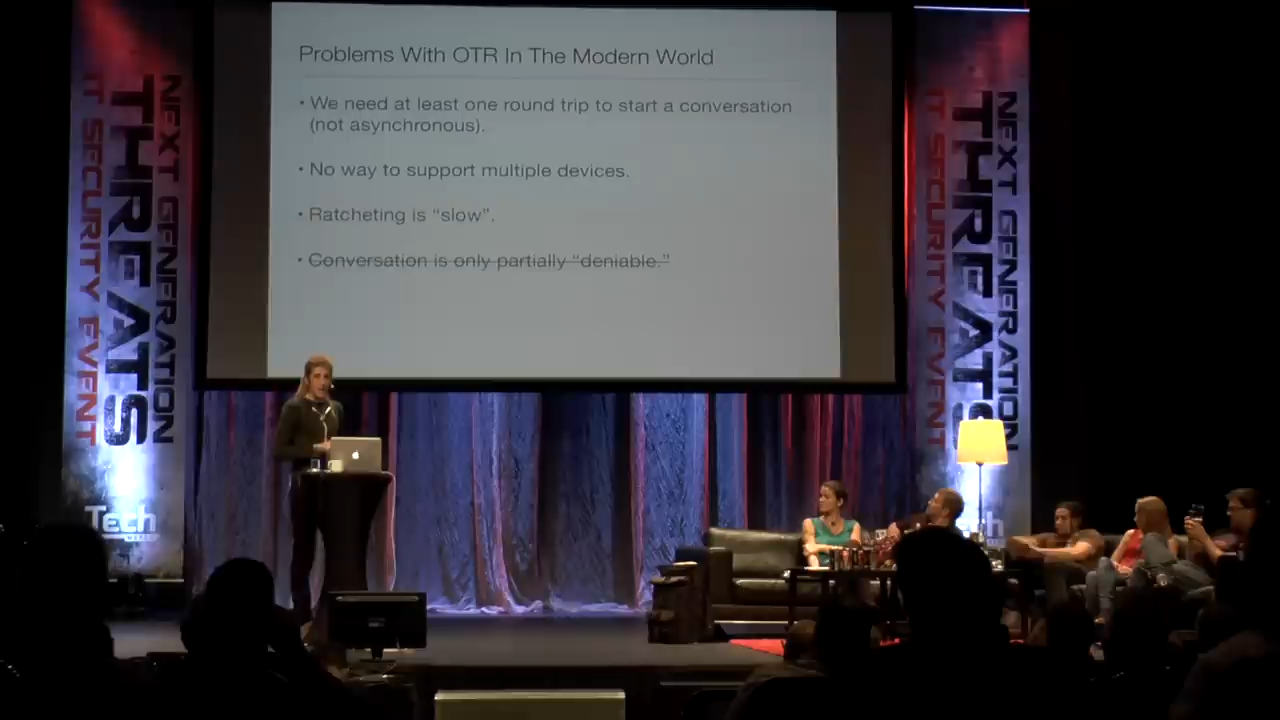 Problems With OTR In The Modern World
• We need at least one round trip to start a conversation
(not asynchronous).
• No way to support multiple devices.
• Ratcheting is “slow”.
• Conversation is only partially “deniable.”
NEXT GENERATION
THREATS
IT SECURITY EVENT
Tech
NEXT GENERATION
THREATS
IT SECURITY EVENT